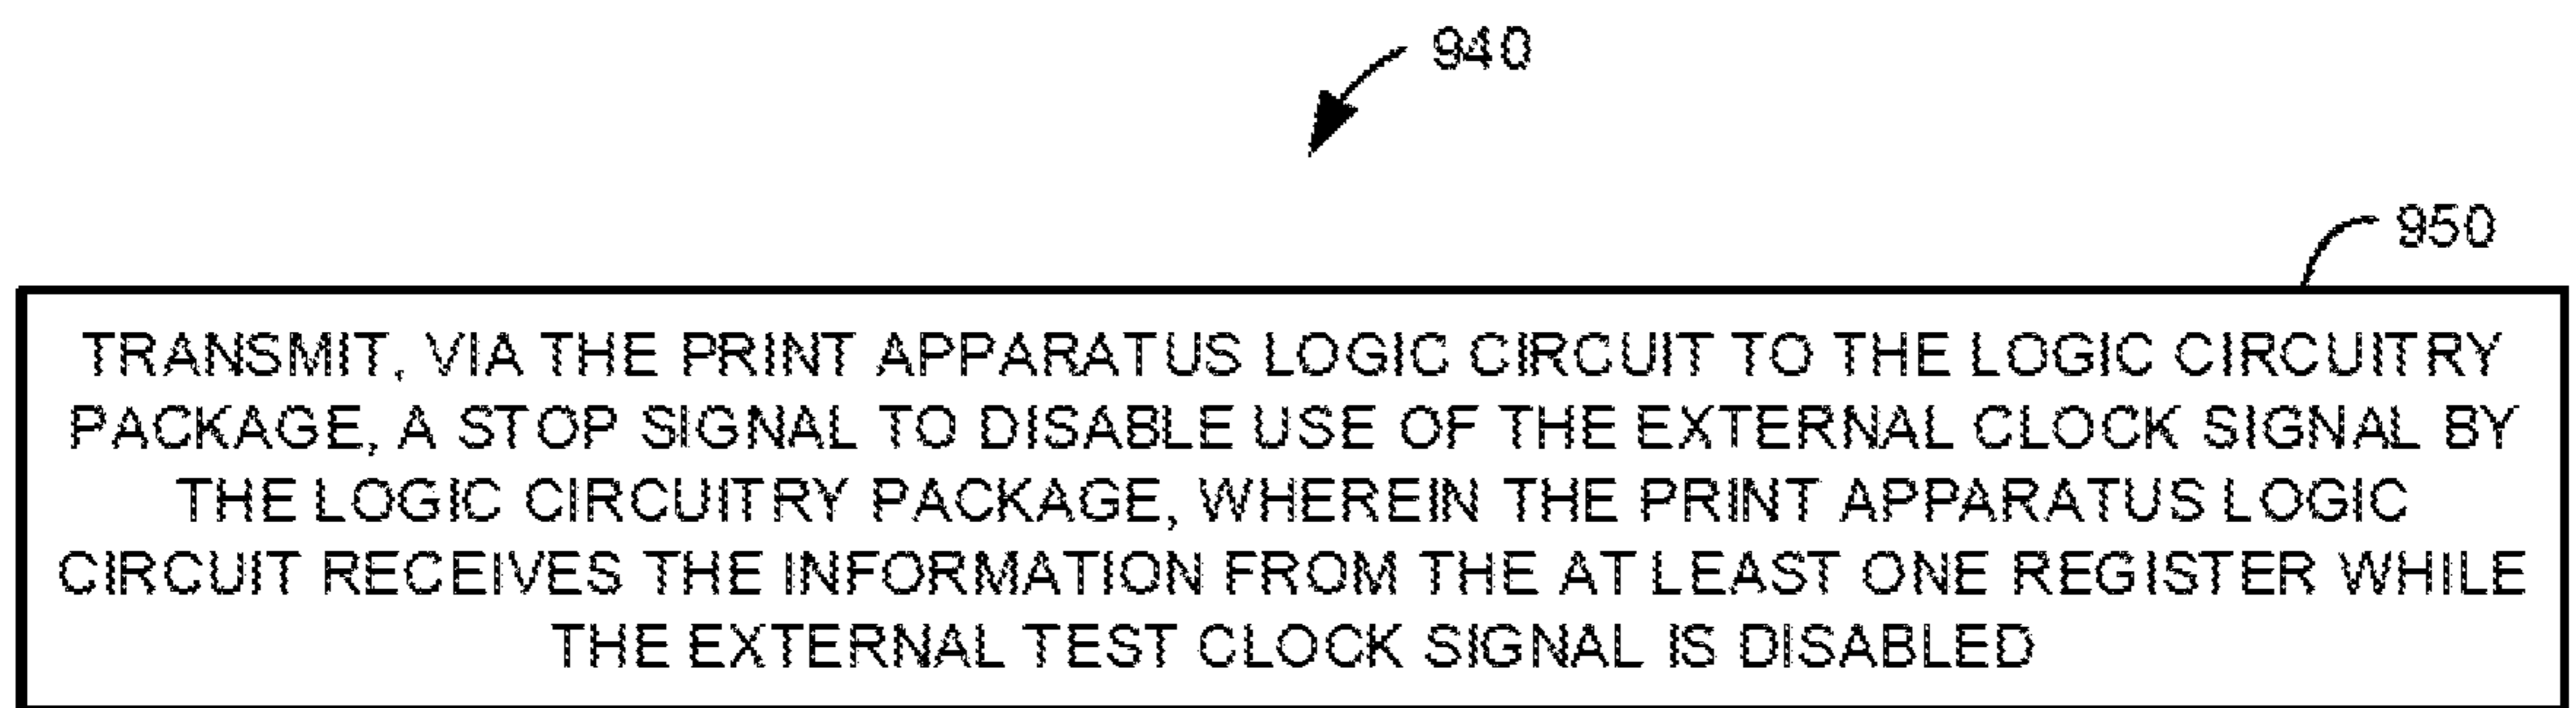 940
950
TRANSMIT, VIA THE PRINT APPARATUS LOGIC CIRCUIT TO THE LOGIC CIRCUITRY
PACKAGE, A STOP SIGNAL TO DISABLE USE OF THE EXTERNAL CLOCK SIGNAL BY
THE LOGIC CIRCUITRY PACKAGE, WHEREIN THE PRINT APPARATUS LOGIC
CIRCUIT RECEIVES THE INFORMATION FROM THE AT LEAST ONE REGISTER WHILE
THE EXTERNAL TEST CLOCK SIGNAL IS DISABLED